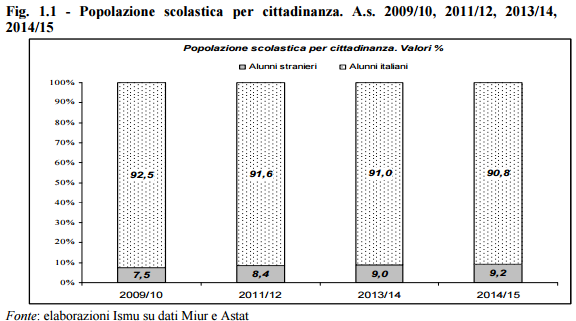 Fig. 1.1 - Popolazione scolastica per cittadinanza. A.s. 2009/10, 2011/12, 2013/14,
2014/15
Popolazione scolastica per cittadinanza. Valori %
Alunni stranieri Alunni italiani
100%
90%
80%
70%
60%
50%
40%
30%
20%
10%
0%
92,5 91,6 91,0 90,8
7,5 8,4 9,0 9,2
2009/10 2011/12 2013/14 2014/15
Fonte: elaborazioni Ismu su dati Miur e Astat